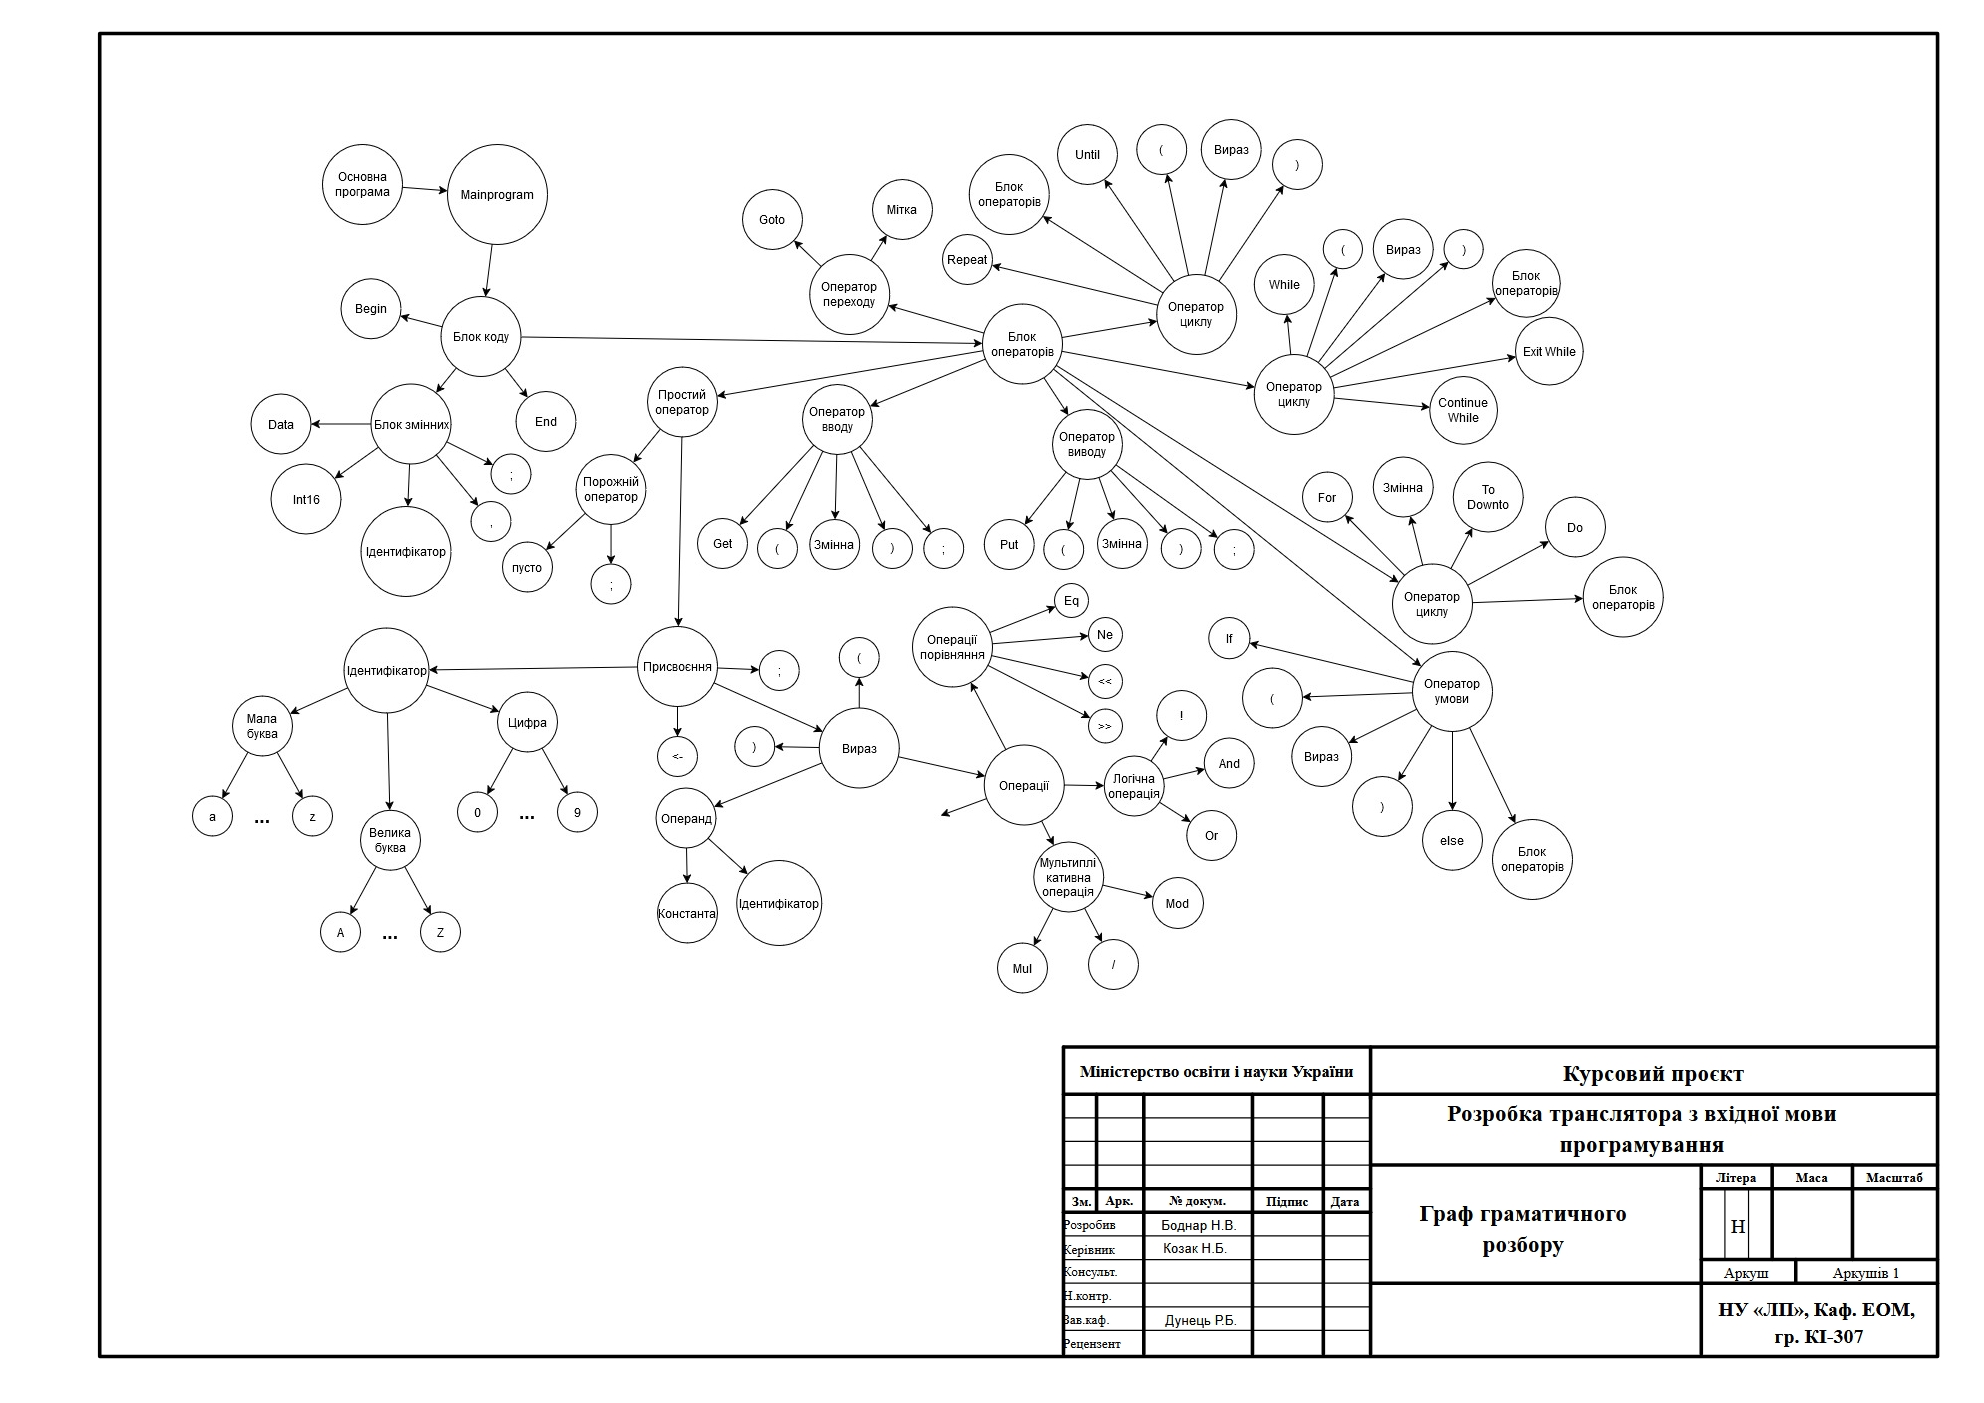 Основна
програма
Mainprogram
Begin
Блок коду
Блок змінних
End
Data
Int16
Ідентифікатор
,
;
Goto
Мітка
Оператор
переходу
Repeat
Блок
операторів
Until
(
Вираз
)
Оператор
циклу
Блок
операторів
While
(
Вираз
)
Блок
операторів
Exit While
Continue
While
Оператор
циклу
Простий
оператор
Порожній
оператор
пусто
;
Оператор
вводу
Get
(
Змінна
)
;
Оператор
виводу
Put
(
Змінна
)
;
For
Змінна
To
Downto
Do
Блок
операторів
Оператор
циклу
Ідентифікатор
Мала
буква
a
...
z
Велика
буква
A
...
Z
Цифра
0
...
9
Присвоєння
;
<-
Вираз
(
)
Операнд
Константа
Ідентифікатор
Операції
Операції
порівняння
Eq
Ne
<<
>>
Логічна
операція
!
And
Or
Мультиплі
кативна
операція
Mul
/
Mod
Оператор
умови
If
(
Вираз
)
else
Блок
операторів
Міністерство освіти і науки України
Курсовий проєкт
Розробка транслятора з вхідної мови
програмування
Зм. Арк. № докум. Підпис Дата
Розробив Боднар Н.В.
Керівник Козак Н.Б.
Консульт.
Н.контр.
Зав.каф. Дунець Р.Б.
Рецензент
Граф граматичного
розбору
Літера Маса Масштаб
Н
Аркуш Аркушів 1
НУ «ЛП», Каф. ЕОМ,
гр. КІ-307